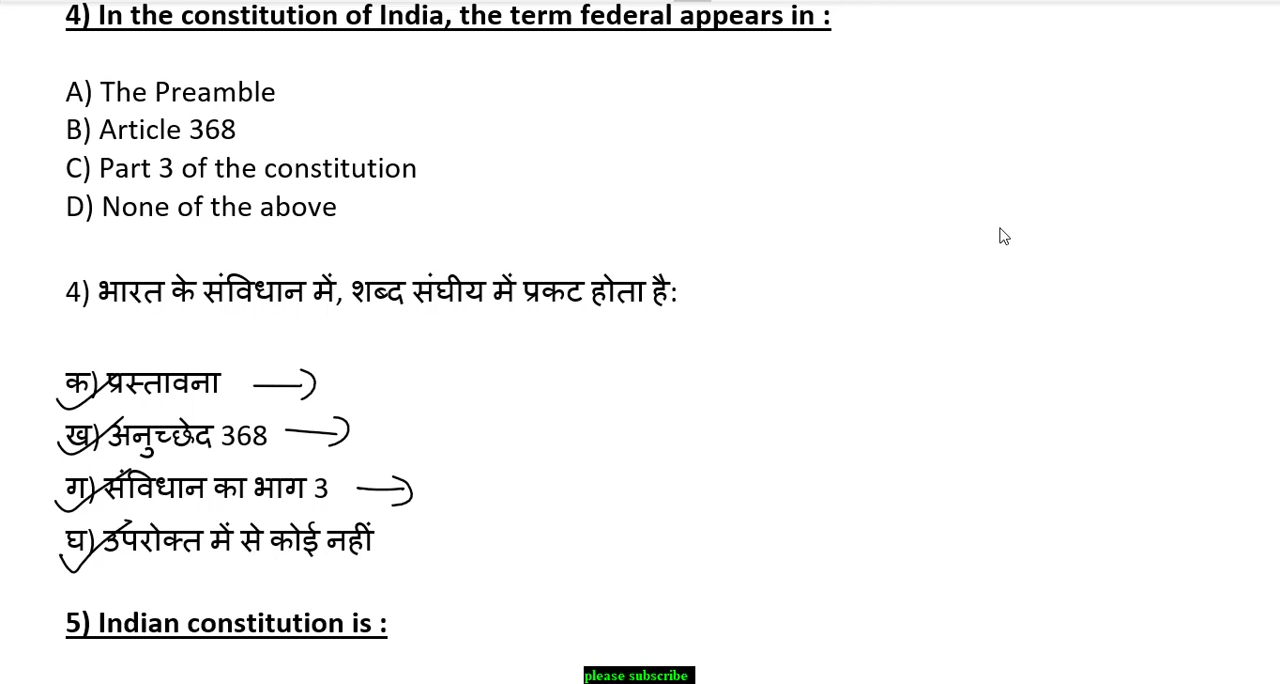 4) In the constitution of India, the term federal appears in :
A) The Preamble
B) Article 368
C) Part 3 of the constitution
D) None of the above
4) भारत के संविधान में, शब्द संघीय में प्रकट होता है:
क) प्रस्तावना
ख) अनुच्छेद 368
ग) संविधान का भाग 3
घ) उपरोक्त में से कोई नहीं
5) Indian constitution is :
please subscribe